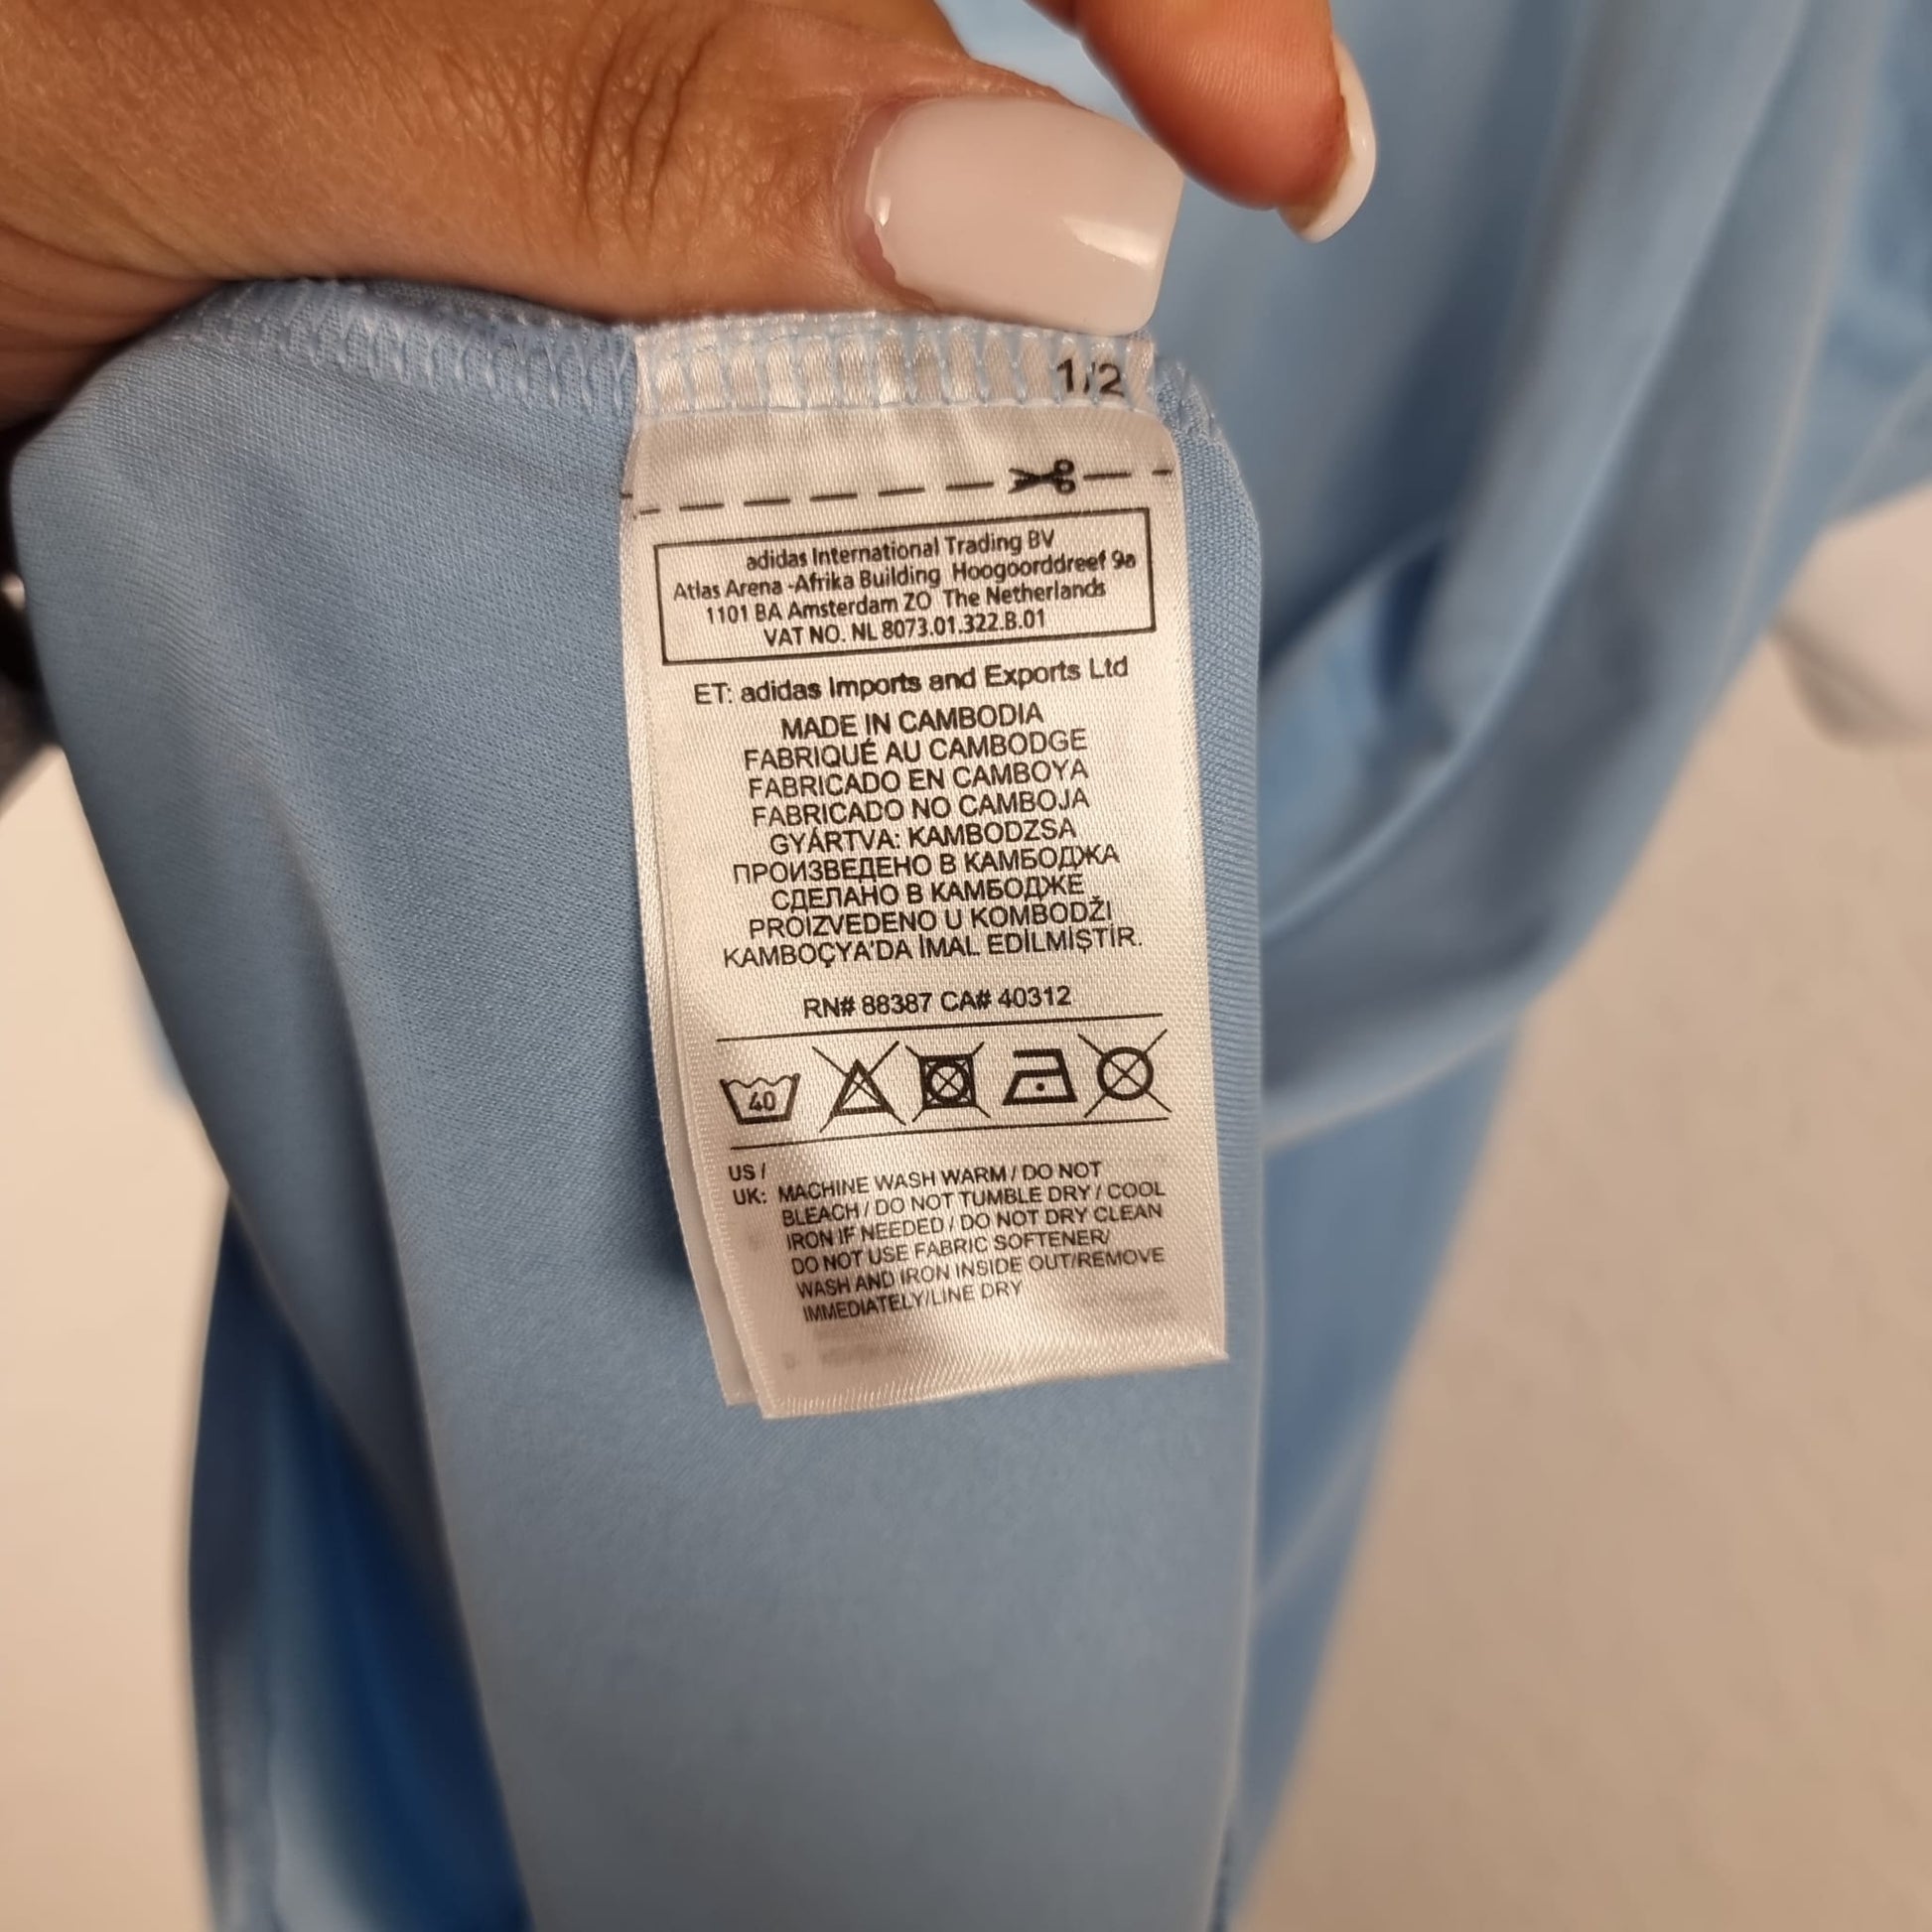 1/2
adidas International Trading BV
Atlas Arena -Afrika Building Hoogoorddreef 9a
1101 BA Amsterdam ZO The Netherlands
VAT NO. NL 8073.01.322.B.01
ET: adidas Imports and Exports Ltd
MADE IN CAMBODIA
FABRIQUÉ AU CAMBODGE
FABRICADO EN CAMBOYA
FABRICADO NO CAMBOJA
GYÁRTVA: KAMBODZSA
ПРОИЗВЕДЕНО В КАМБОДЖА
СДЕЛАНО В КАМБОДЖЕ
PROIZVEDENO U KOMBODŽI
KAMBOÇYA'DA İMAL EDİLMİŞTİR.
RN# 88387 CA# 40312
40
US /
UK: MACHINE WASH WARM / DO NOT
BLEACH / DO NOT TUMBLE DRY / COOL
IRON IF NEEDED / DO NOT DRY CLEAN
DO NOT USE FABRIC SOFTENER/
WASH AND IRON INSIDE OUT/REMOVE
IMMEDIATELY/LINE DRY